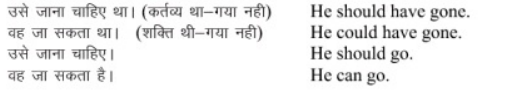 उसे जाना चाहिए था। (कर्तव्य था–गया नही) He should have gone.
वह जा सकता था। (शक्ति थी–गया नहीं) He could have gone.
उसे जाना चाहिए। He should go.
वह जा सकता है। He can go.